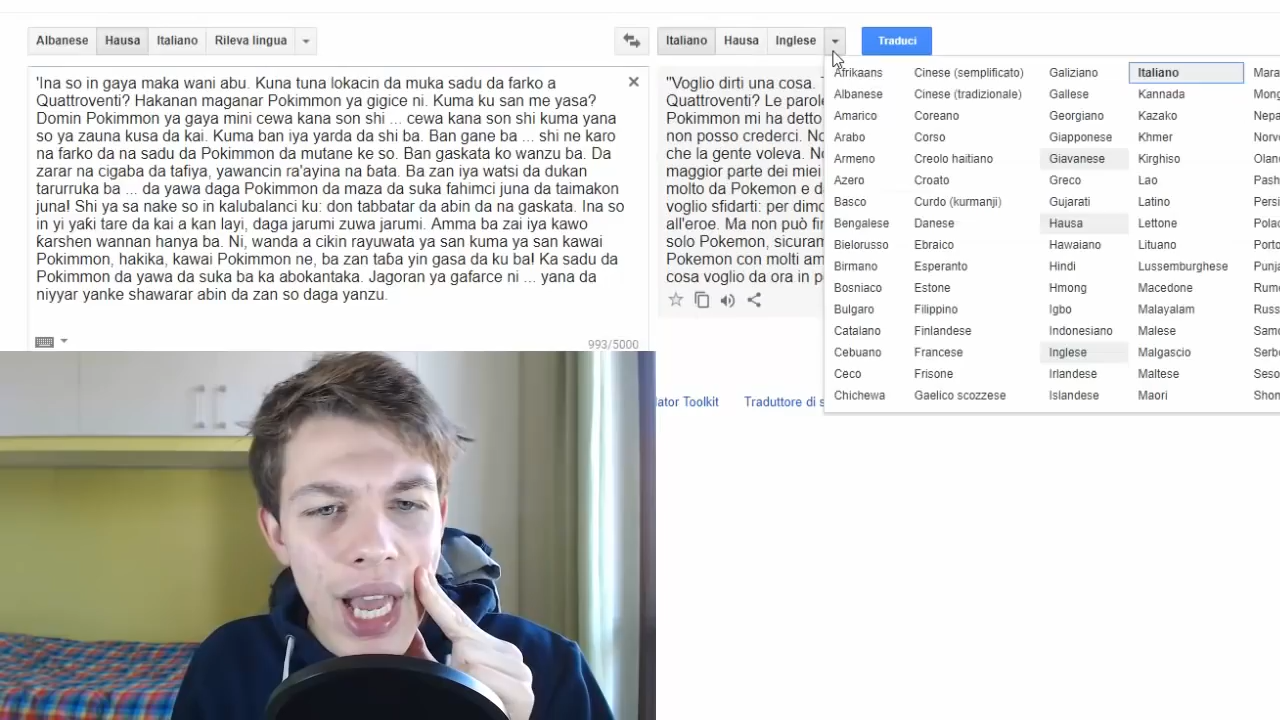 Albanese Hausa Italiano Rileva lingua
Italiano Hausa Inglese Traduci
'Ina so in gaya maka wani abu. Kuna tuna lokacin da muka sadu da farko a
Quattroventi? Hakanan maganar Pokimmon ya gigice ni. Kuma ku san me yasa?
Domin Pokimmon ya gaya mini cewa kana son shi ... cewa kana son shi kuma yana
so ya zauna kusa da kai. Kuma ban iya yarda da shi ba. Ban gane ba ... shi ne karo
na farko da na sadu da Pokimmon da mutane ke so. Ban gaskata ko wanzu ba. Da
zarar na cigaba da tafiya, yawancin ra'ayina na ɓata. Ba zan iya watsi da dukan
tarurruka ba ... da yawa daga Pokimmon da maza da suka fahimci juna da taimakon
juna! Shi ya sa nake so in kalubalanci ku: don tabbatar da abin da na gaskata. Ina so
in yi yaƙi tare da kai a kan layi, daga jarumi zuwa jarumi. Amma ba zai iya kawo
ƙarshen wannan hanya ba. Ni, wanda a cikin rayuwata ya san kuma ya san kawai
Pokimmon, hakika, kawai Pokimmon ne, ba zan taɓa yin gasa da ku ba! Ka sadu da
Pokimmon da yawa da suka ba ka abokantaka. Jagoran ya gafarce ni ... yana da
niyyar yanke shawarar abin da zan so daga yanzu.
993/5000
"Voglio dirti una cosa.
Quattroventi? Le parole
Pokimmon mi ha detto
non posso crederci.
che la gente voleva.
maggior parte dei miei
molto da Pokemon e
voglio sfidarti: per
all'eroe. Ma non può
solo Pokemon,
Pokemon con molti
cosa voglio da ora in
Afrikaans Cinese (semplificato) Galiziano Italiano
Albanese Cinese (tradizionale) Gallese Kannada
Amarico Coreano Georgiano Kazako
Arabo Corso Giapponese Khmer
Armeno Creolo haitiano Giavanese Kirghiso
Azero Croato Greco Lao
Basco Curdo (kurmanji) Gujarati Latino
Bengalese Danese Hausa Lettone
Bielorusso Ebraico Hawaiano Lituano
Birmano Esperanto Hindi Lussemburghese
Bosniaco Estone Hmong Macedone
Bulgaro Filippino Igbo Malayalam
Catalano Finlandese Indonesiano Malese
Cebuano Francese Inglese Malgascio
Ceco Frisone Irlandese Maltese
Chichewa Gaelico scozzese Islandese Maori
Toolkit Traduttore di